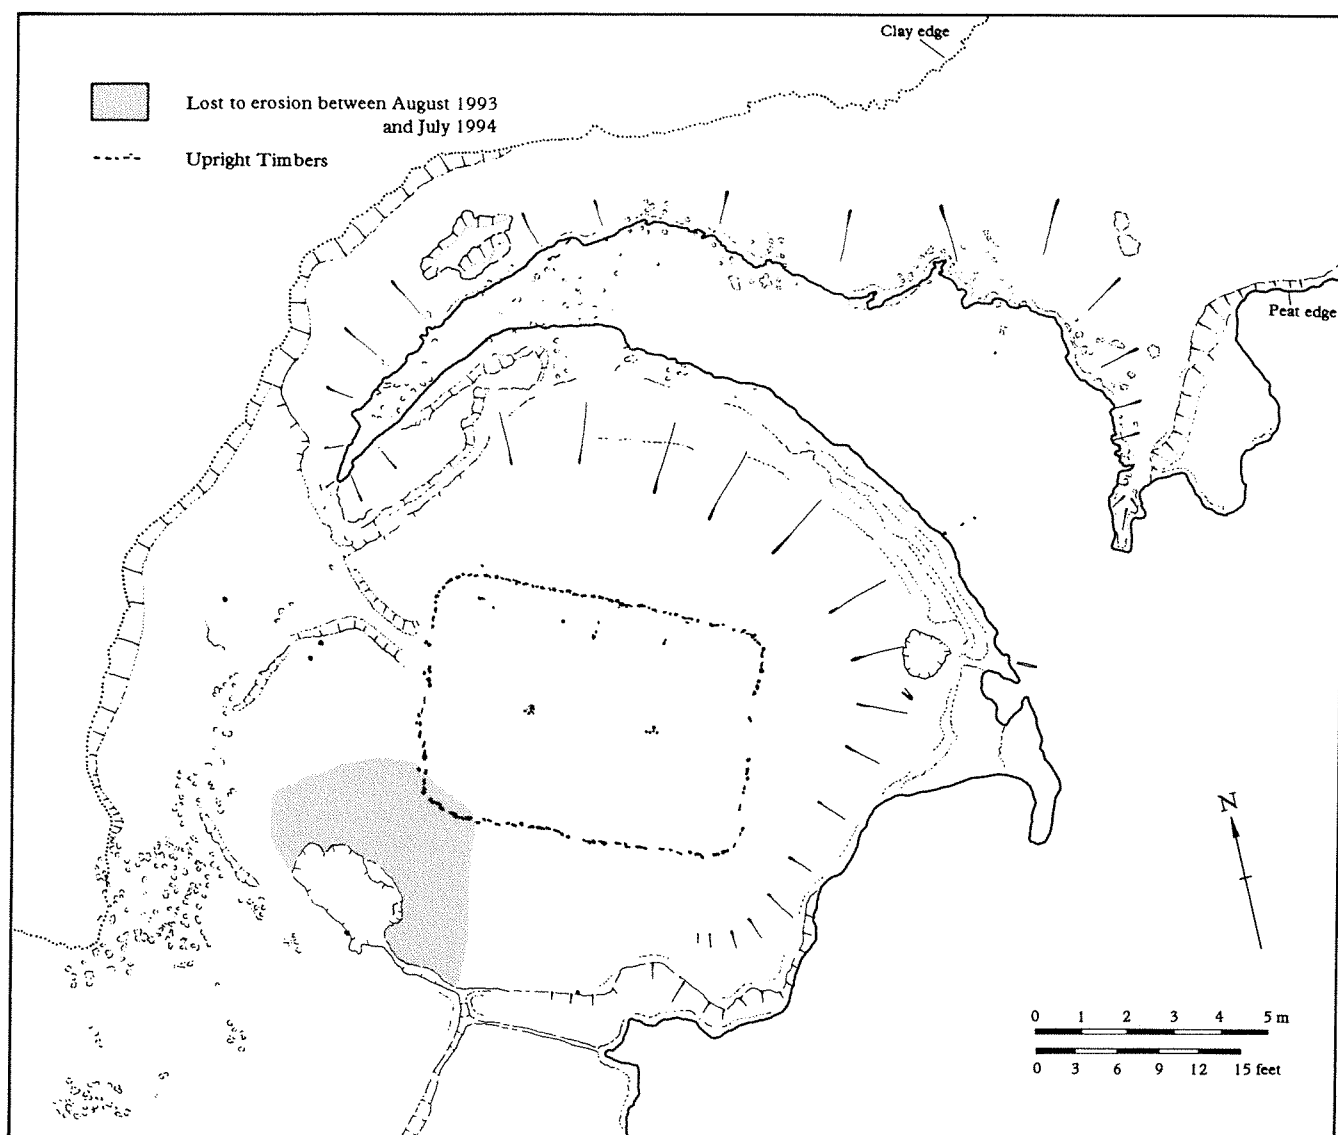 Clay edge
Lost to erosion between August 1993
and July 1994
Upright Timbers
Peat edge
N
0 1 2 3 4 5 m
0 3 6 9 12 15 feet